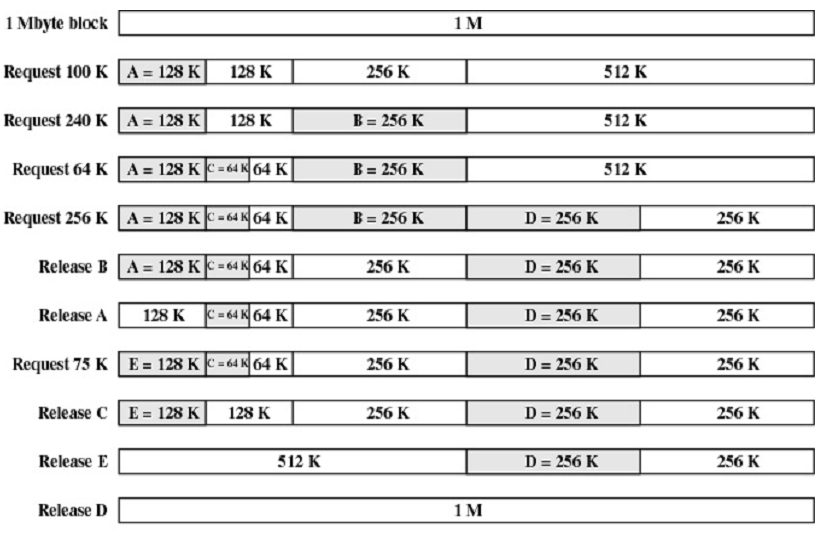 1 Mbyte block 1 M
Request 100 K A = 128 K 128 K 256 K 512 K
Request 240 K A = 128 K 128 K B = 256 K 512 K
Request 64 K A = 128 K C = 64 K 64 K B = 256 K 512 K
Request 256 K A = 128 K C = 64 K 64 K B = 256 K D = 256 K 256 K
Release B A = 128 K C = 64 K 64 K 256 K D = 256 K 256 K
Release A 128 K C = 64 K 64 K 256 K D = 256 K 256 K
Request 75 K E = 128 K C = 64 K 64 K 256 K D = 256 K 256 K
Release C E = 128 K 128 K 256 K D = 256 K 256 K
Release E 512 K D = 256 K 256 K
Release D 1 M